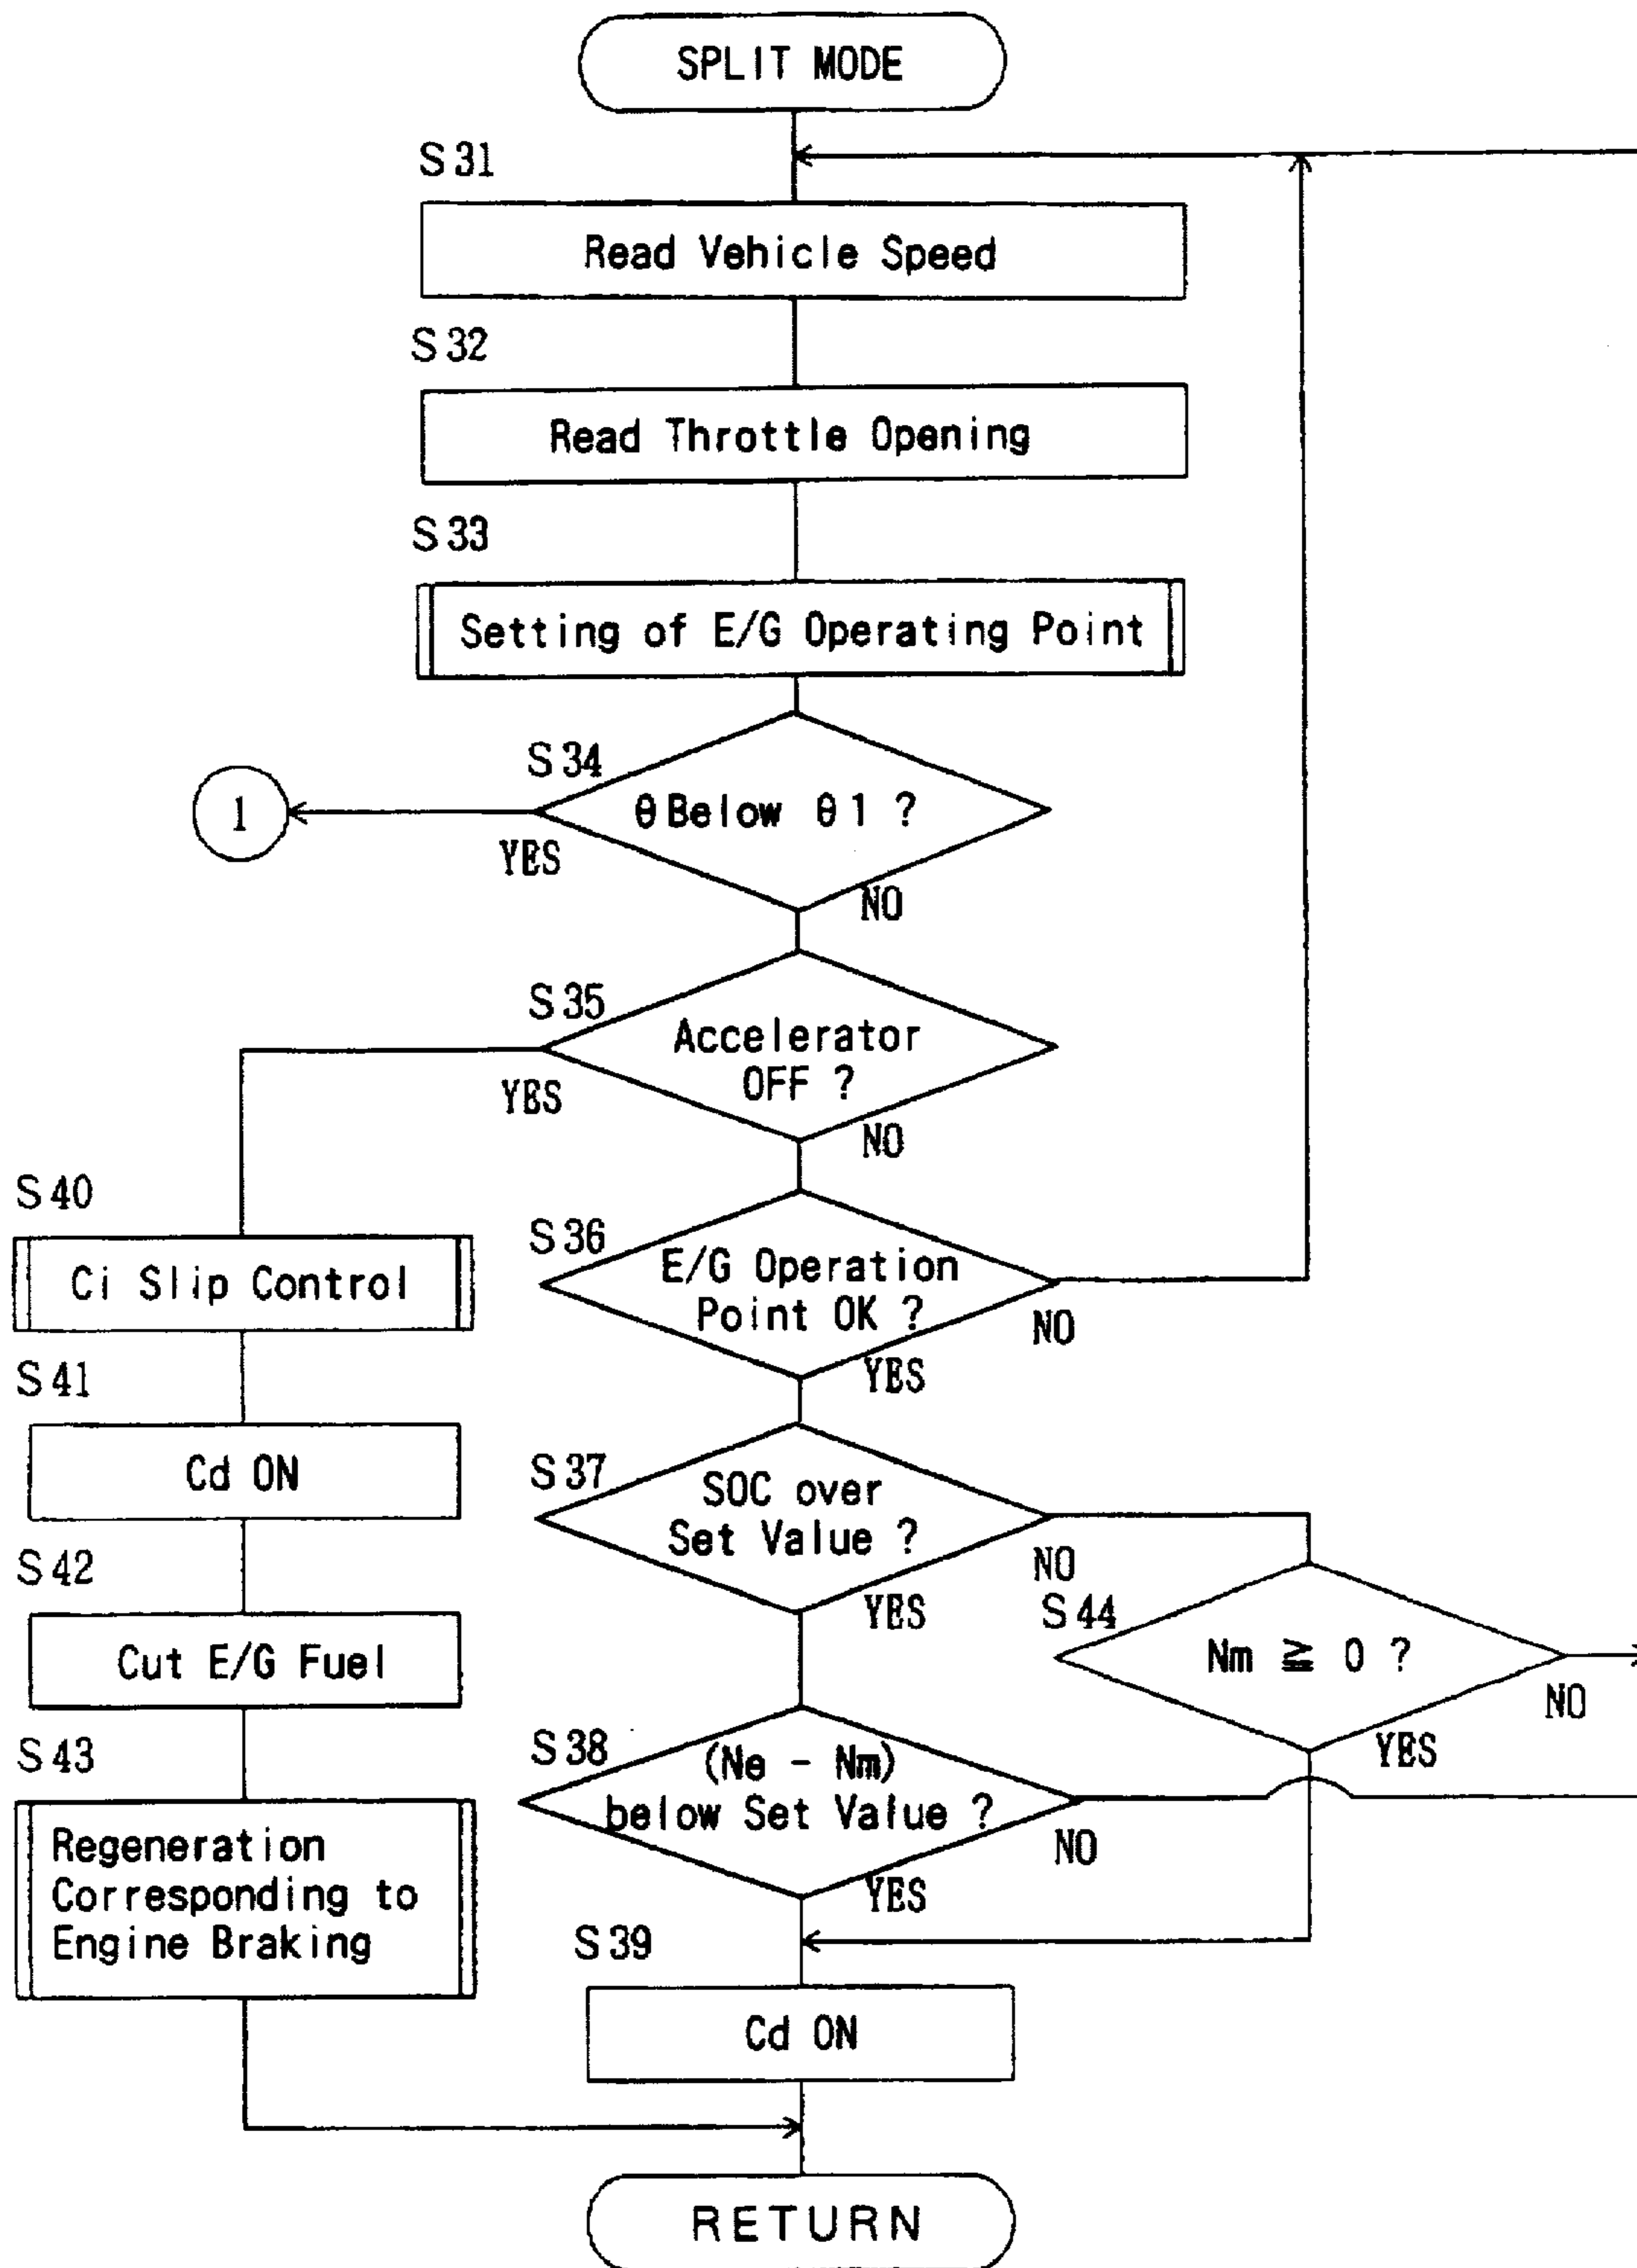 SPLIT MODE
S31
Read Vehicle Speed
S32
Read Throttle Opening
S33
Setting of E/G Operating Point
S34
θ Below θ1 ?
1
YES
NO
S35
Accelerator
OFF ?
YES
NO
S40
Ci Slip Control
S36
E/G Operation
Point OK ?
NO
YES
S41
Cd ON
S37
SOC over
Set Value ?
NO
YES
S42
Cut E/G Fuel
S44
Nm ≧ 0 ?
NO
YES
S43
Regeneration
Corresponding to
Engine Braking
S38
(Ne - Nm)
below Set Value ?
NO
YES
S39
Cd ON
RETURN